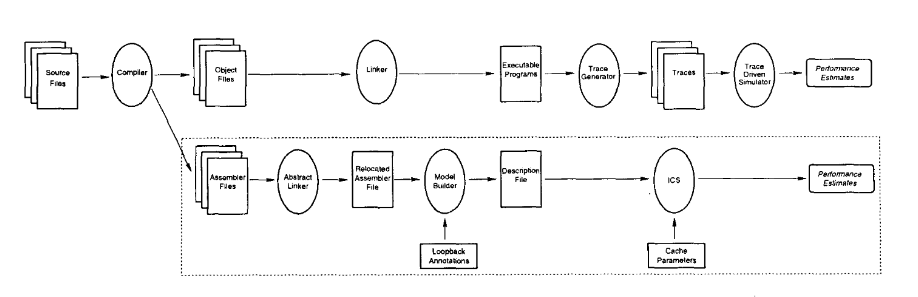 Source
Files
Compiler
Object
Files
Linker
Executable
Programs
Trace
Generator
Traces
Trace
Driven
Simulator
Performance
Estimates
Assembler
Files
Abstract
Linker
Relocated
Assembler
File
Model
Builder
Description
File
ICS
Performance
Estimates
Loopback
Annotations
Cache
Parameters